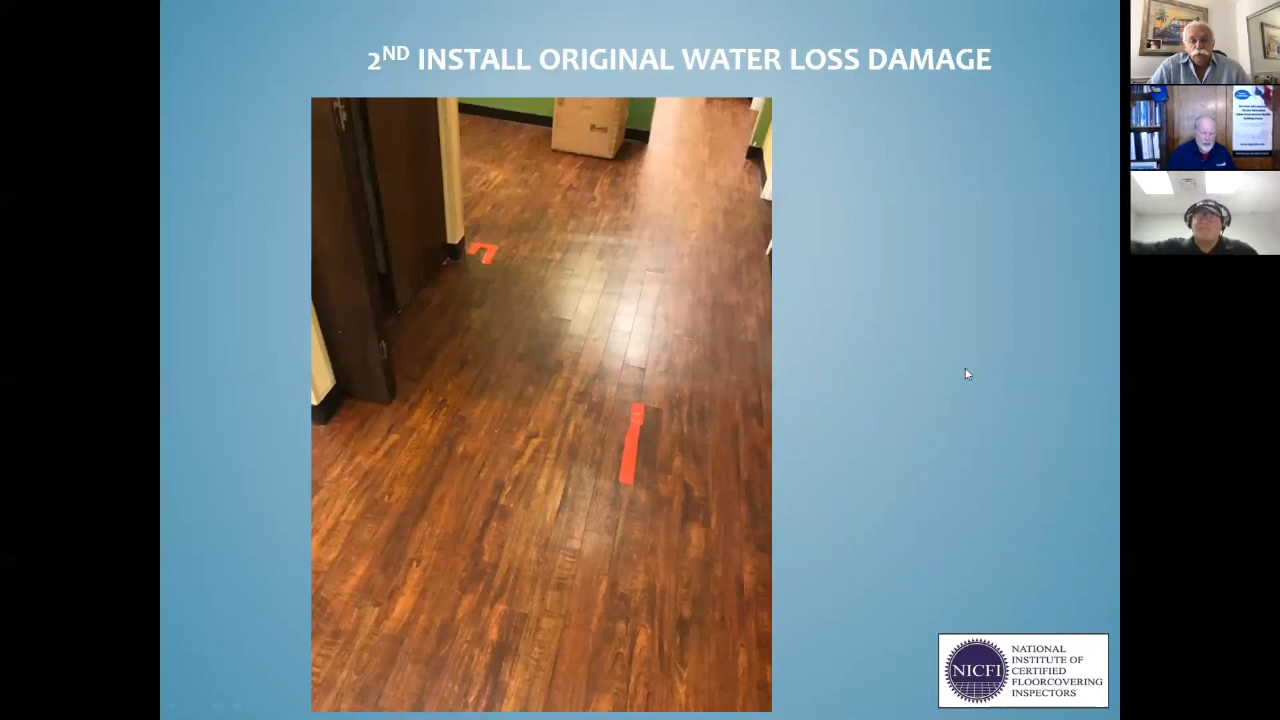 2ND INSTALL ORIGINAL WATER LOSS DAMAGE
NICFI
NATIONAL
INSTITUTE OF
CERTIFIED
FLOORCOVERING
INSPECTORS